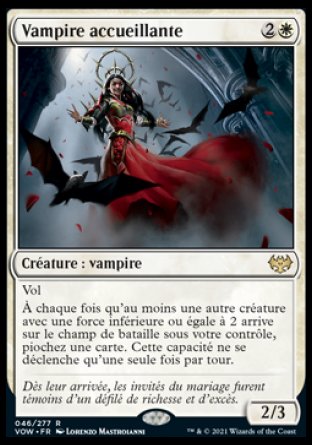 Vampire accueillante 2
Créature : vampire
Vol
À chaque fois qu'au moins une autre créature
avec une force inférieure ou égale à 2 arrive
sur le champ de bataille sous votre contrôle,
piochez une carte. Cette capacité ne se
déclenche qu'une seule fois par tour.
Dès leur arrivée, les invités du mariage furent
témoins d'un défilé de richesse et d'excès.
2/3
046/277 R
VOW • FR Lorenzo Mastroianni
™ & © 2021 Wizards of the Coast